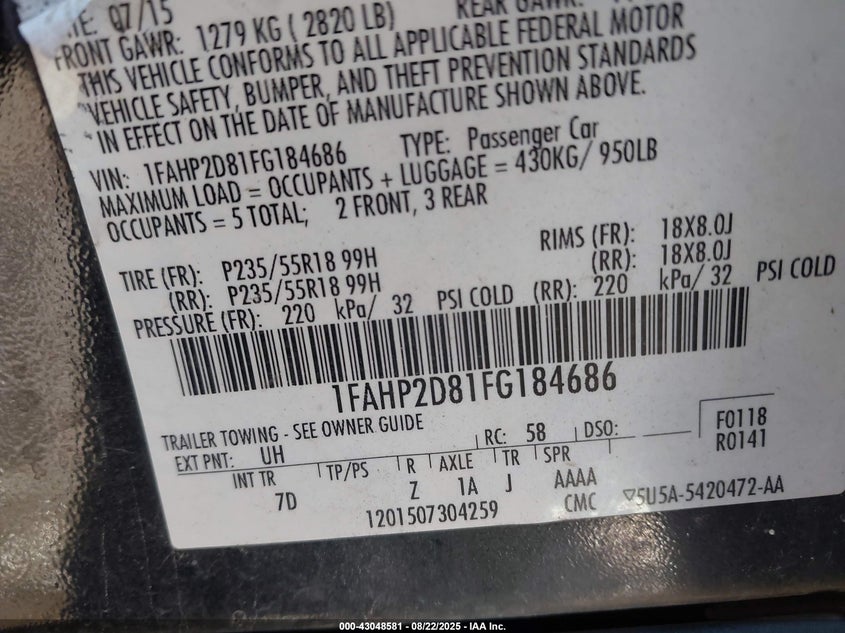 07/15
FRONT GAWR: 1279 KG ( 2820 LB) REAR GAWR:
THIS VEHICLE CONFORMS TO ALL APPLICABLE FEDERAL MOTOR
VEHICLE SAFETY, BUMPER, AND THEFT PREVENTION STANDARDS
IN EFFECT ON THE DATE OF MANUFACTURE SHOWN ABOVE.
VIN: 1FAHP2D81FG184686 TYPE: Passenger Car
MAXIMUM LOAD = OCCUPANTS + LUGGAGE = 430KG/ 950LB
OCCUPANTS = 5 TOTAL; 2 FRONT, 3 REAR
TIRE (FR): P235/55R18 99H RIMS (FR): 18X8.0J
(RR): P235/55R18 99H (RR): 18X8.0J
PRESSURE (FR): 220 kPa/ 32 PSI COLD (RR): 220 kPa/ 32 PSI COLD
1FAHP2D81FG184686
TRAILER TOWING - SEE OWNER GUIDE
EXT PNT: UH RC: 58 DSO: F0118
R0141
INT TR TP/PS R AXLE TR SPR
7D Z 1A J AAAA
1201507304259 CMC 5U5A-5420472-AA
000-43048581 - 08/22/2025 - IAA Inc.